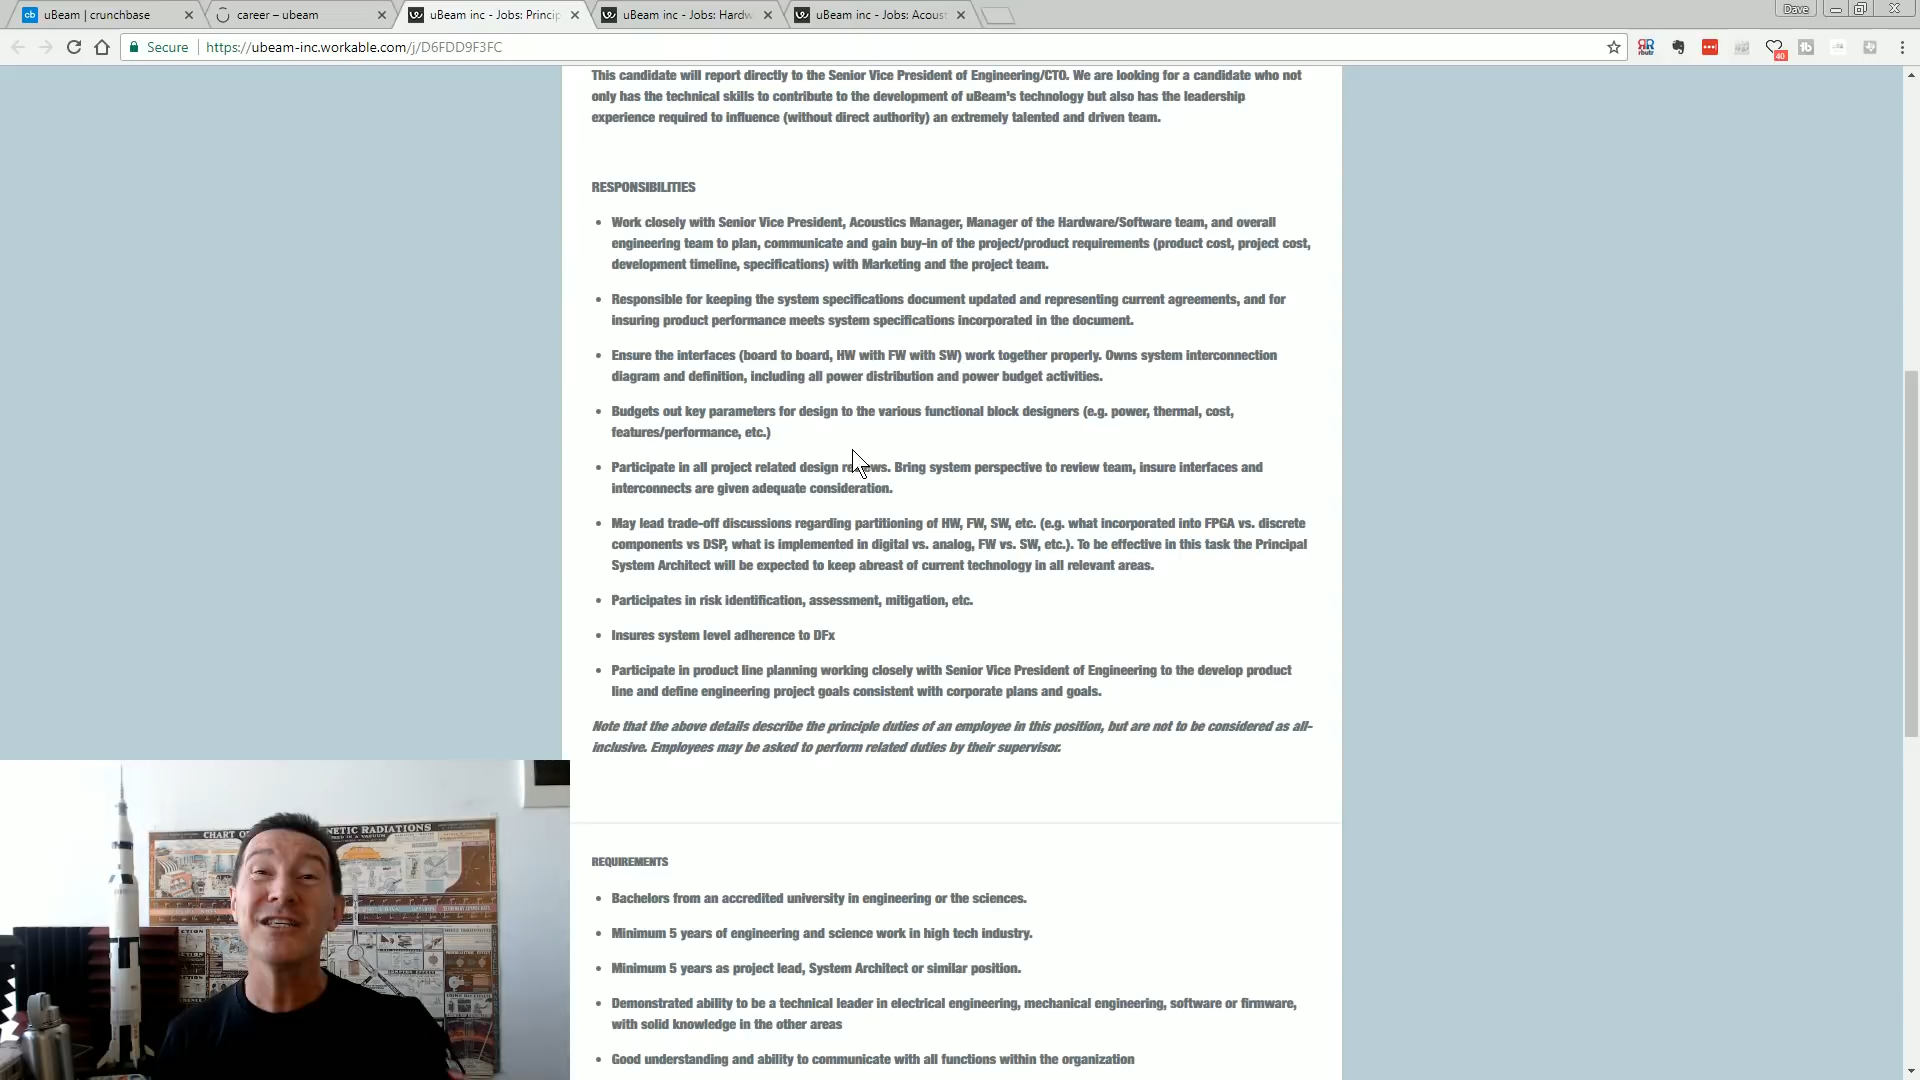 uBeam | crunchbase
career – ubeam
uBeam inc - Jobs: Princip
uBeam inc - Jobs: Hardw
uBeam inc - Jobs: Acoust
Dave
Secure
https://ubeam-inc.workable.com/j/D6FDD9F3FC
40
This candidate will report directly to the Senior Vice President of Engineering/CTO. We are looking for a candidate who not
only has the technical skills to contribute to the development of uBeam's technology but also has the leadership
experience required to influence (without direct authority) an extremely talented and driven team.
RESPONSIBILITIES
Work closely with Senior Vice President, Acoustics Manager, Manager of the Hardware/Software team, and overall
engineering team to plan, communicate and gain buy-in of the project/product requirements (product cost, project cost,
development timeline, specifications) with Marketing and the project team.
Responsible for keeping the system specifications document updated and representing current agreements, and for
insuring product performance meets system specifications incorporated in the document.
Ensure the interfaces (board to board, HW with FW with SW) work together properly. Owns system interconnection
diagram and definition, including all power distribution and power budget activities.
Budgets out key parameters for design to the various functional block designers (e.g. power, thermal, cost,
features/performance, etc.)
Participate in all project related design reviews. Bring system perspective to review team, insure interfaces and
interconnects are given adequate consideration.
May lead trade-off discussions regarding partitioning of HW, FW, SW, etc. (e.g. what incorporated into FPGA vs. discrete
components vs DSP, what is implemented in digital vs. analog, FW vs. SW, etc.). To be effective in this task the Principal
System Architect will be expected to keep abreast of current technology in all relevant areas.
Participates in risk identification, assessment, mitigation, etc.
Insures system level adherence to DFx
Participate in product line planning working closely with Senior Vice President of Engineering to the develop product
line and define engineering project goals consistent with corporate plans and goals.
Note that the above details describe the principle duties of an employee in this position, but are not to be considered as all-
inclusive. Employees may be asked to perform related duties by their supervisor.
CHART OF
NETIC RADIATIONS
REQUIREMENTS
Bachelors from an accredited university in engineering or the sciences.
Minimum 5 years of engineering and science work in high tech industry.
Minimum 5 years as project lead, System Architect or similar position.
Demonstrated ability to be a technical leader in electrical engineering, mechanical engineering, software or firmware,
with solid knowledge in the other areas
Good understanding and ability to communicate with all functions within the organization